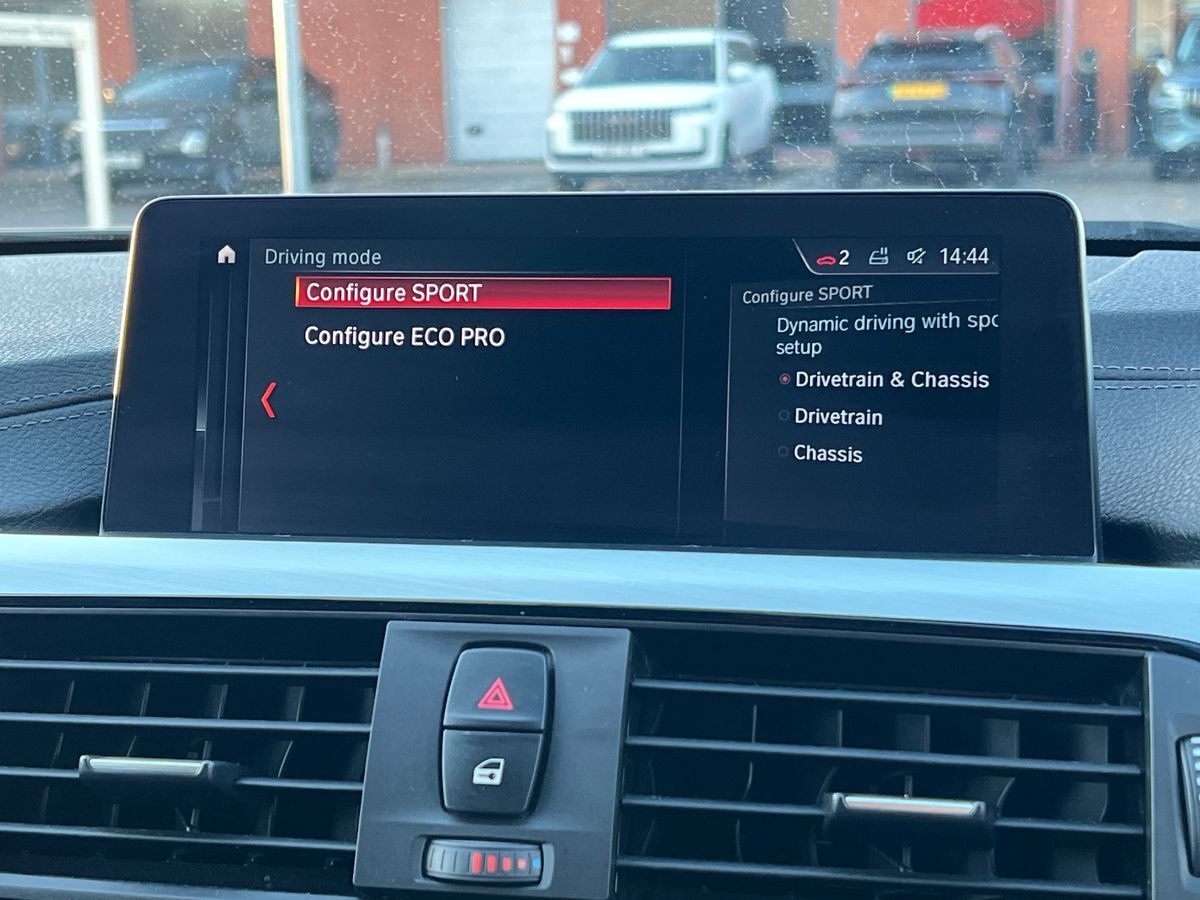 Driving mode
2 14:44
Configure SPORT
Configure ECO PRO
Configure SPORT
Dynamic driving with spo
setup
Drivetrain & Chassis
Drivetrain
Chassis